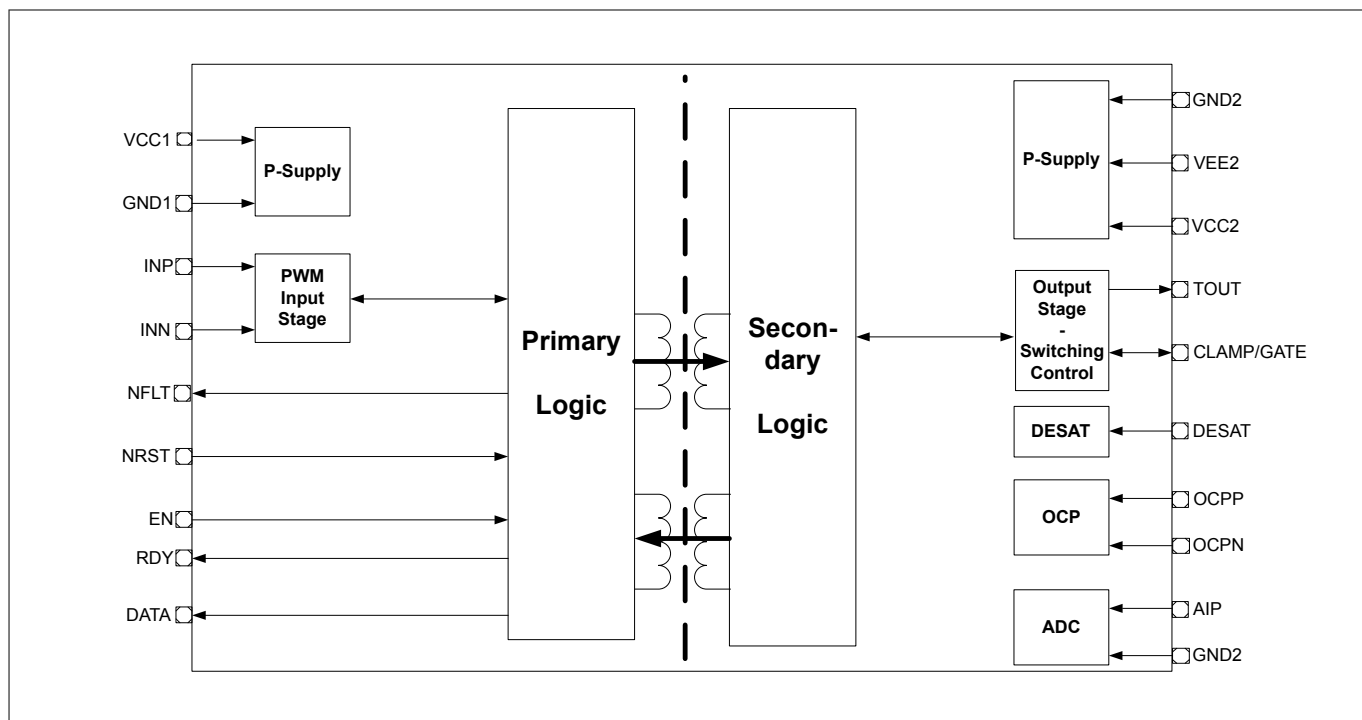 VCC1
GND1
INP
INN
NFLT
NRST
EN
RDY
DATA
P-Supply
PWM
Input
Stage
Primary
Logic
Secon-
dary
Logic
P-Supply
Output
Stage
-
Switching
Control
DESAT
OCP
ADC
GND2
VEE2
VCC2
TOUT
CLAMP/GATE
DESAT
OCPP
OCPN
AIP
GND2